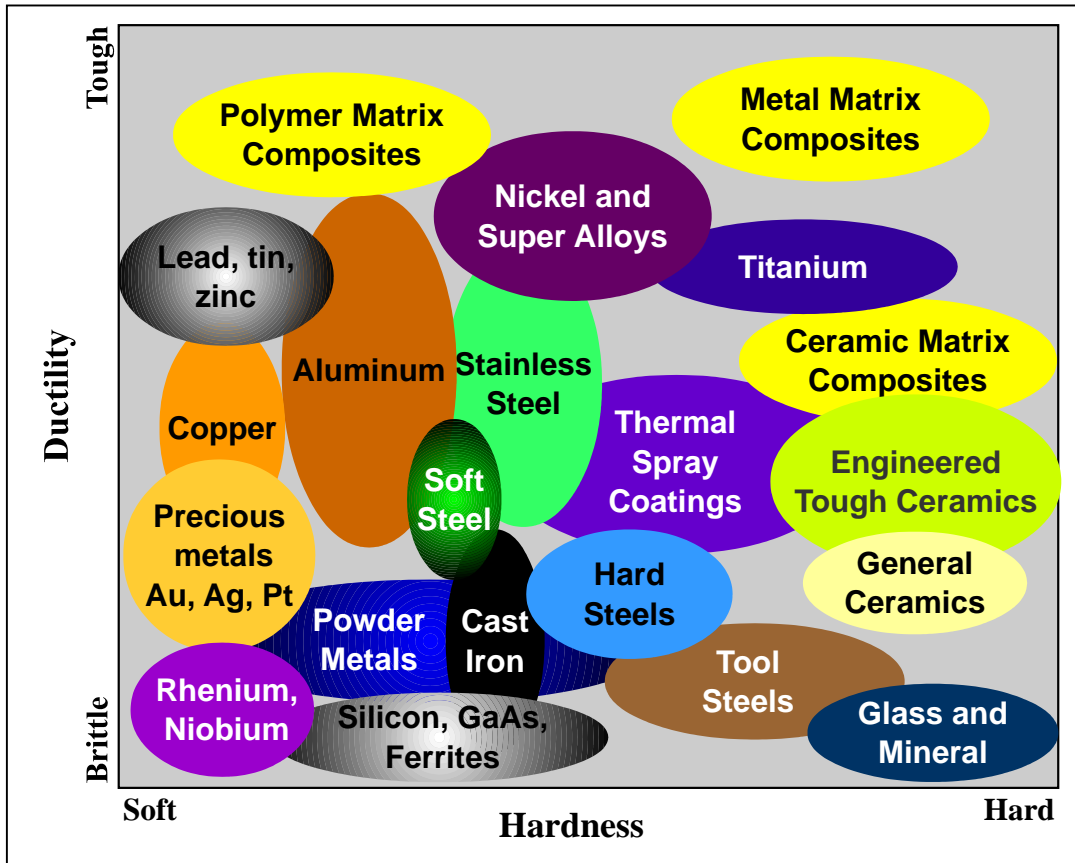 Tough
Polymer Matrix
Composites
Metal Matrix
Composites
Nickel and
Super Alloys
Lead, tin,
zinc
Titanium
Ductility
Aluminum
Stainless
Steel
Ceramic Matrix
Composites
Copper
Thermal
Spray
Coatings
Engineered
Tough Ceramics
Soft
Steel
Precious
metals
Au, Ag, Pt
Hard
Steels
General
Ceramics
Powder
Metals
Cast
Iron
Tool
Steels
Rhenium,
Niobium
Silicon, GaAs,
Ferrites
Glass and
Mineral
Brittle
Soft
Hardness
Hard